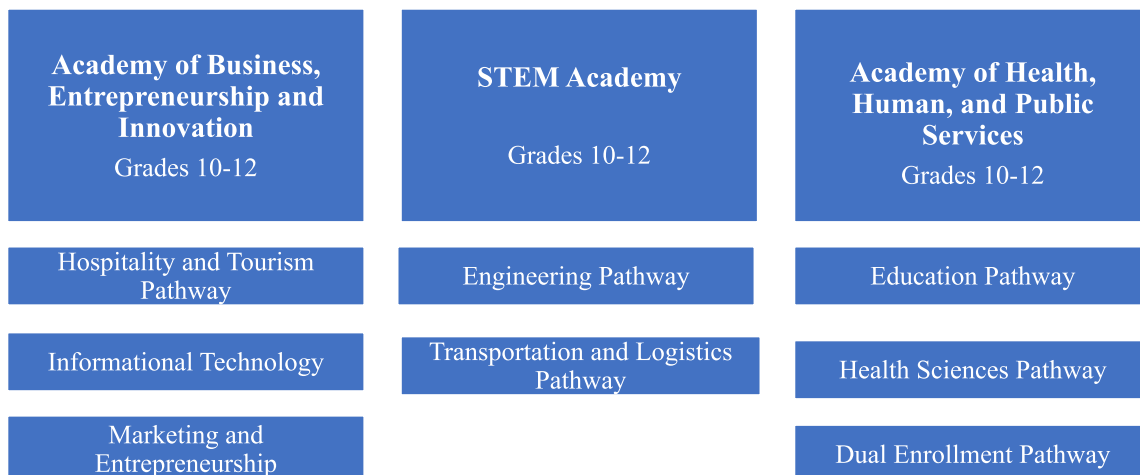 Academy of Business,
Entrepreneurship and
Innovation
Grades 10-12
Hospitality and Tourism
Pathway
Informational Technology
Marketing and
Entrepreneurship
STEM Academy
Grades 10-12
Engineering Pathway
Transportation and Logistics
Pathway
Academy of Health,
Human, and Public
Services
Grades 10-12
Education Pathway
Health Sciences Pathway
Dual Enrollment Pathway